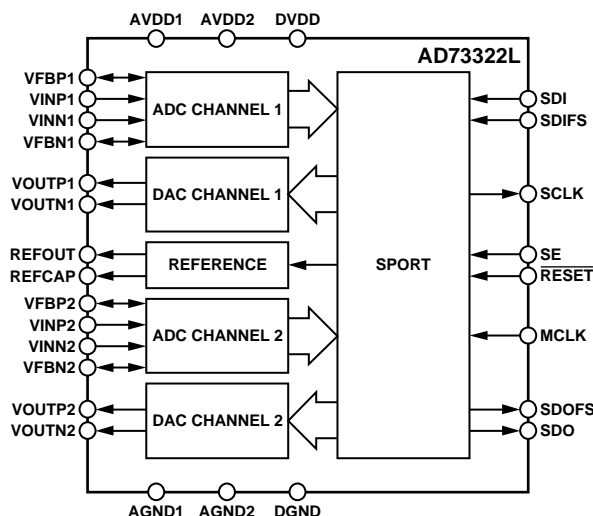 AVDD1 AVDD2 DVDD
AD73322L
VFBP1
VINP1
VINN1
VFBN1
ADC CHANNEL 1
VOUTP1
VOUTN1
DAC CHANNEL 1
REFOUT
REFCAP
REFERENCE
VFBP2
VINP2
VINN2
VFBN2
ADC CHANNEL 2
VOUTP2
VOUTN2
DAC CHANNEL 2
SPORT
SDI
SDIFS
SCLK
SE
RESET
MCLK
SDOFS
SDO
AGND1 AGND2 DGND